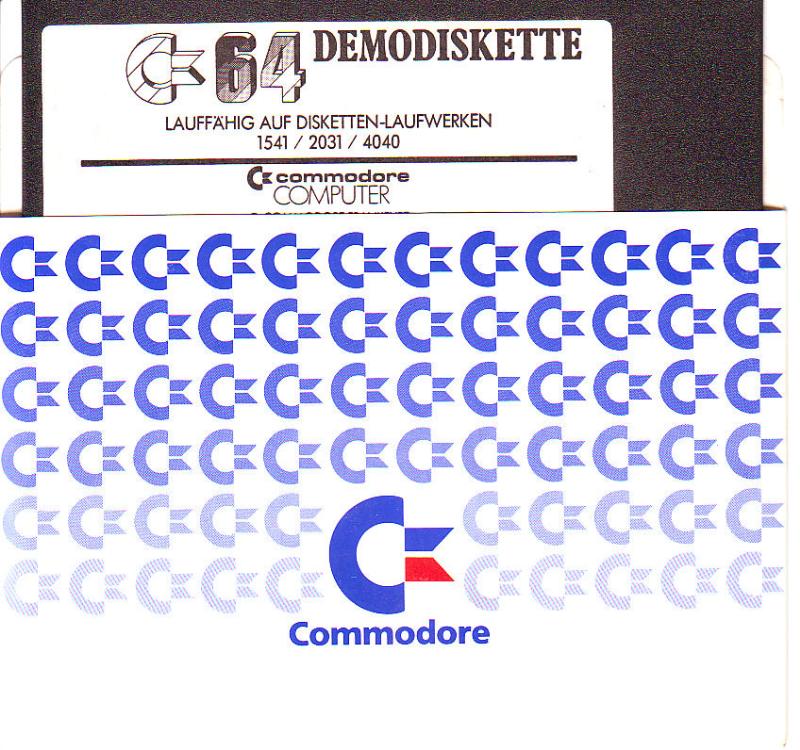 C= 64 DEMODISKETTE
LAUFFÄHIG AUF DISKETTEN-LAUFWERKEN
1541 / 2031 / 4040
commodore
COMPUTER
Commodore